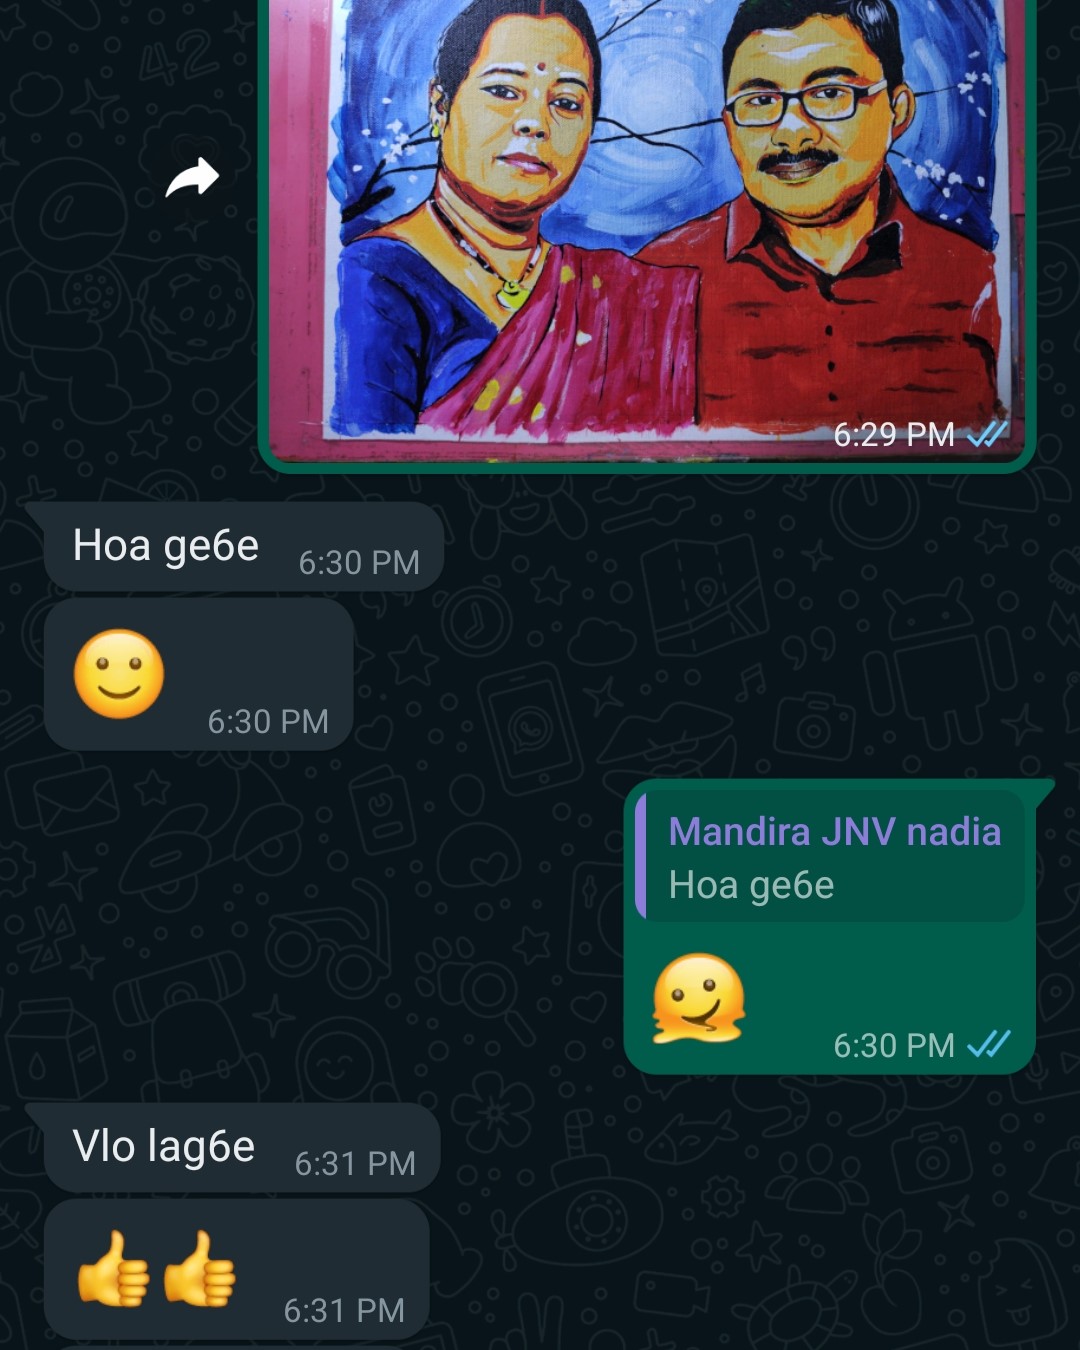 6:29 PM
Hoa ge6e
6:30 PM
🙂
6:30 PM
Mandira JNV nadia
Hoa ge6e
🫠
6:30 PM
Vlo lag6e
6:31 PM
👍👍
6:31 PM